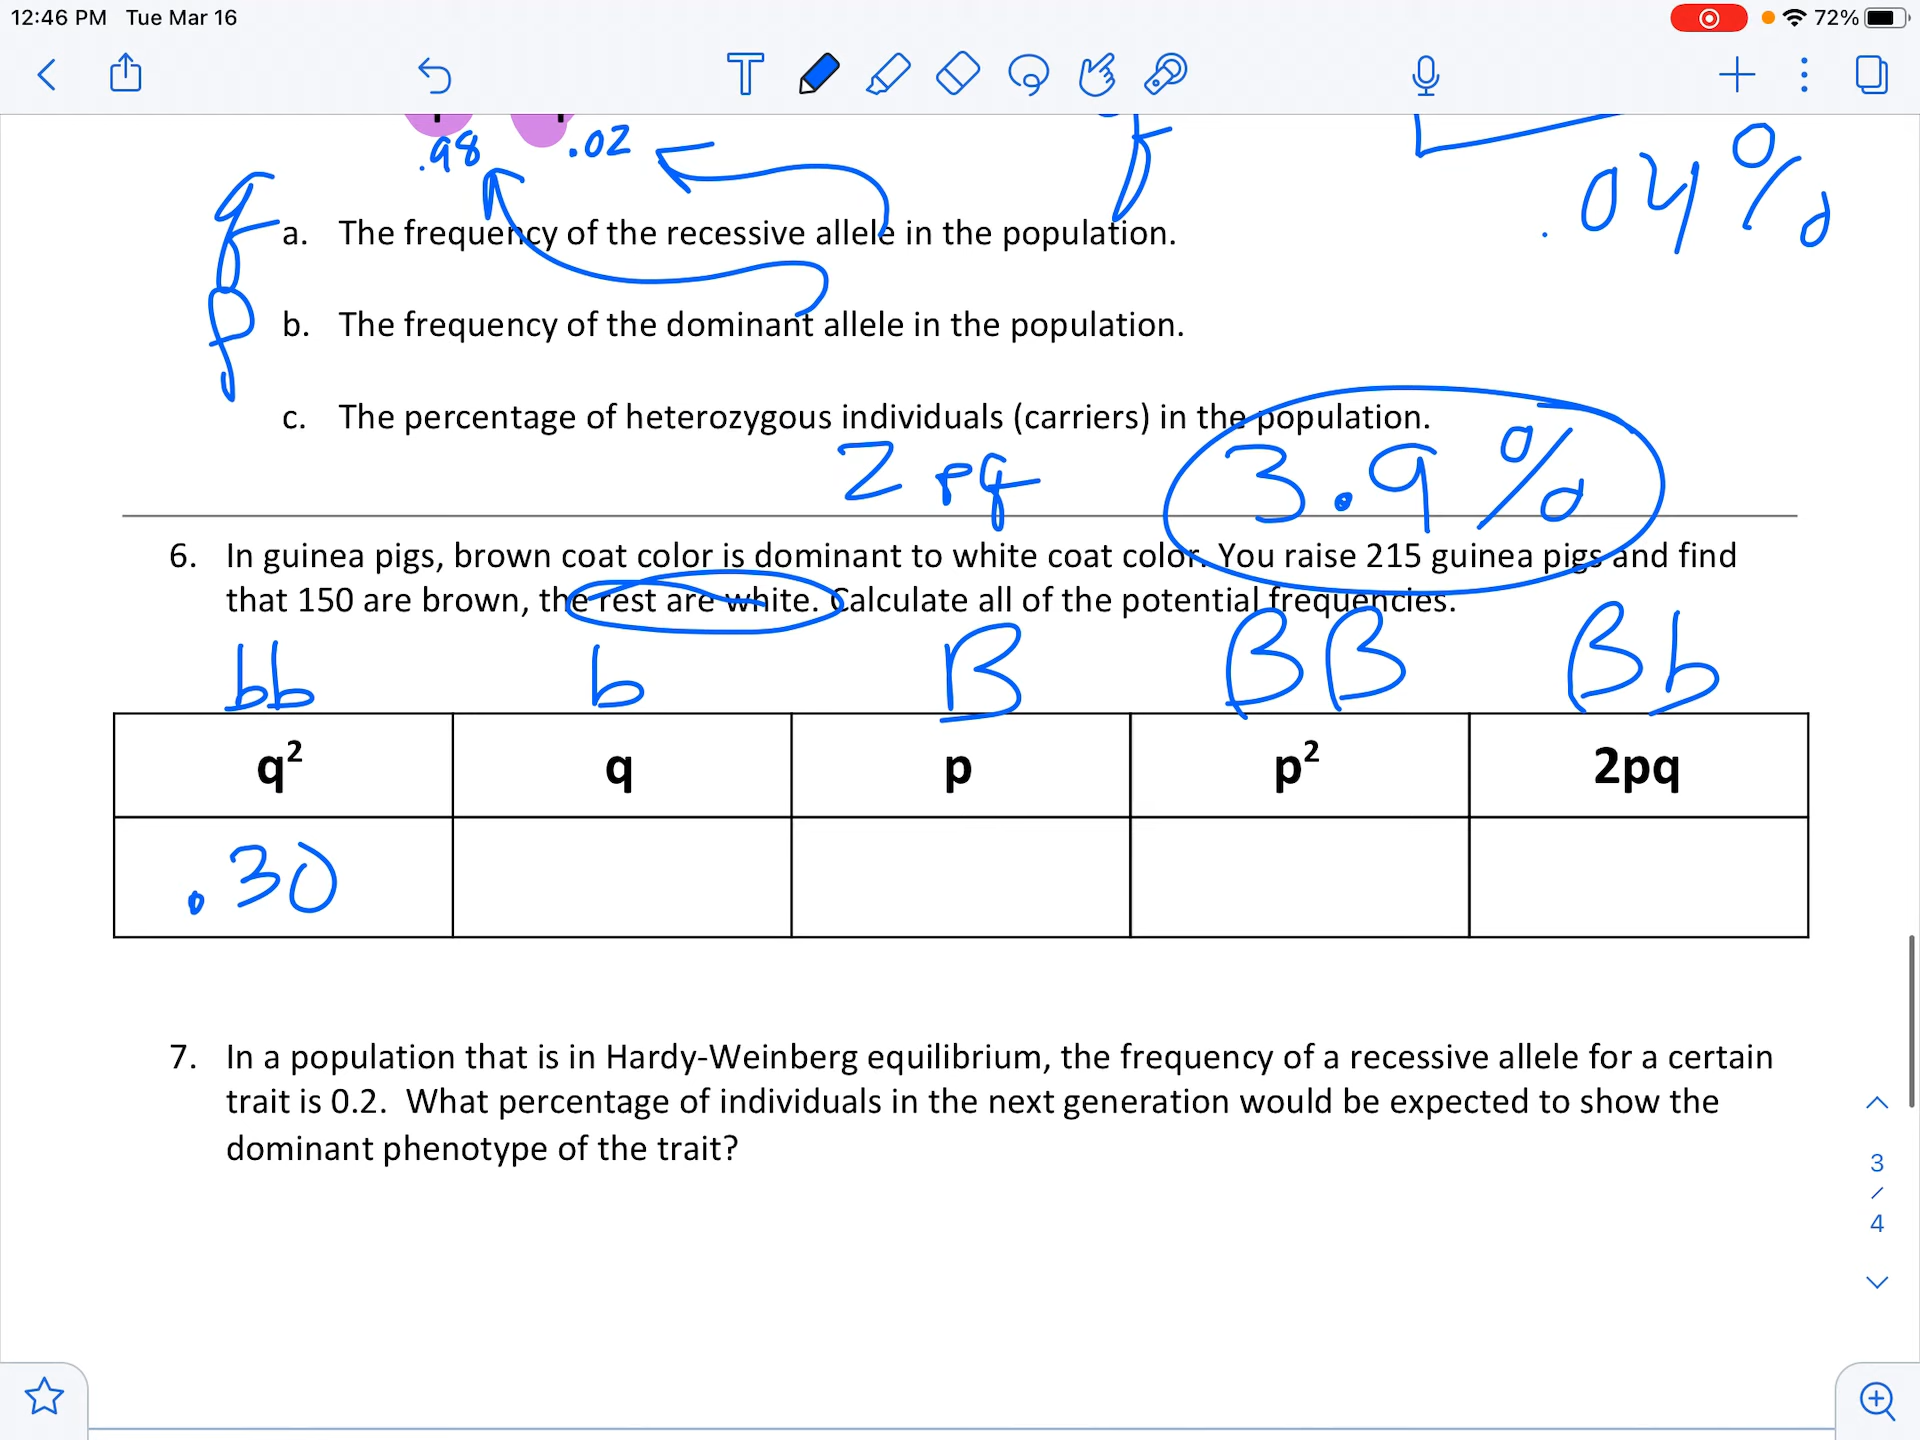 12:46 PM Tue Mar 16
72%
T
.98 .02
.04%
q
a. The frequency of the recessive allele in the population.
p
b. The frequency of the dominant allele in the population.
c. The percentage of heterozygous individuals (carriers) in the population.
2pq 3.9%
6. In guinea pigs, brown coat color is dominant to white coat color. You raise 215 guinea pigs and find
that 150 are brown, the rest are white. Calculate all of the potential frequencies.
bb b B BB Bb
q² q p p² 2pq
.30
7. In a population that is in Hardy-Weinberg equilibrium, the frequency of a recessive allele for a certain
trait is 0.2. What percentage of individuals in the next generation would be expected to show the
dominant phenotype of the trait?
3
/
4